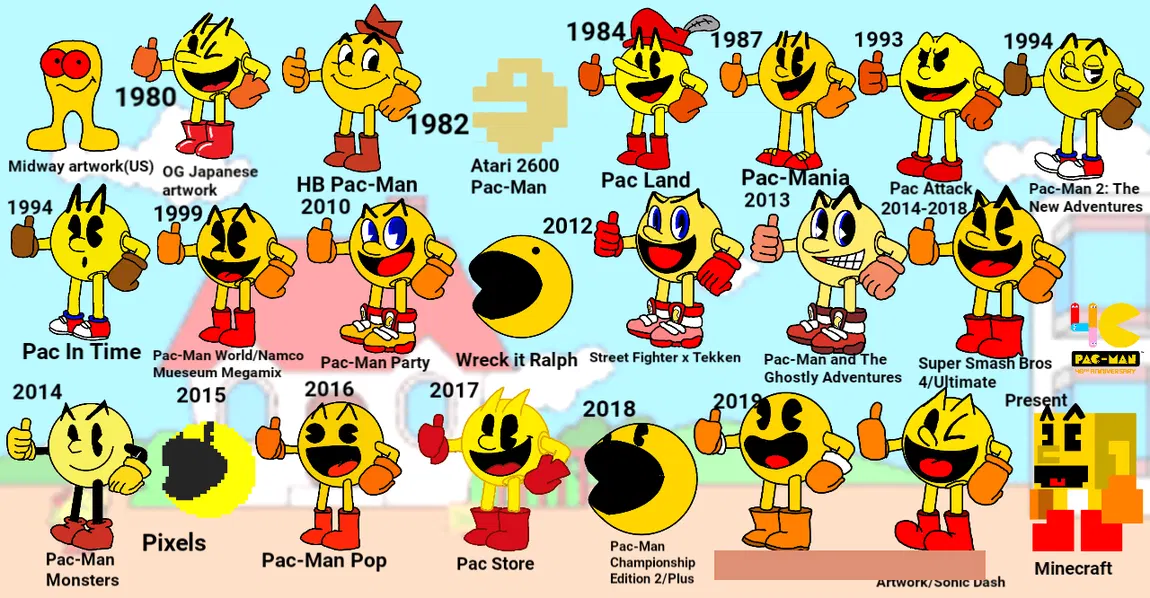 1980
Midway artwork(US)
OG Japanese
artwork
HB Pac-Man
1982
Atari 2600
Pac-Man
1984
Pac Land
1987
Pac-Mania
1993
Pac Attack
1994
Pac-Man 2: The
New Adventures
1994
Pac In Time
1999
Pac-Man World/Namco
Mueseum Megamix
2010
Pac-Man Party
Wreck it Ralph
2012
Street Fighter x Tekken
2013
Pac-Man and The
Ghostly Adventures
2014-2018
Super Smash Bros
4/Ultimate
PAC-MAN
40TH ANNIVERSARY
2014
Pac-Man
Monsters
2015
Pixels
2016
Pac-Man Pop
2017
Pac Store
2018
Pac-Man
Championship
Edition 2/Plus
2019
Artwork/Sonic Dash
Present
Minecraft